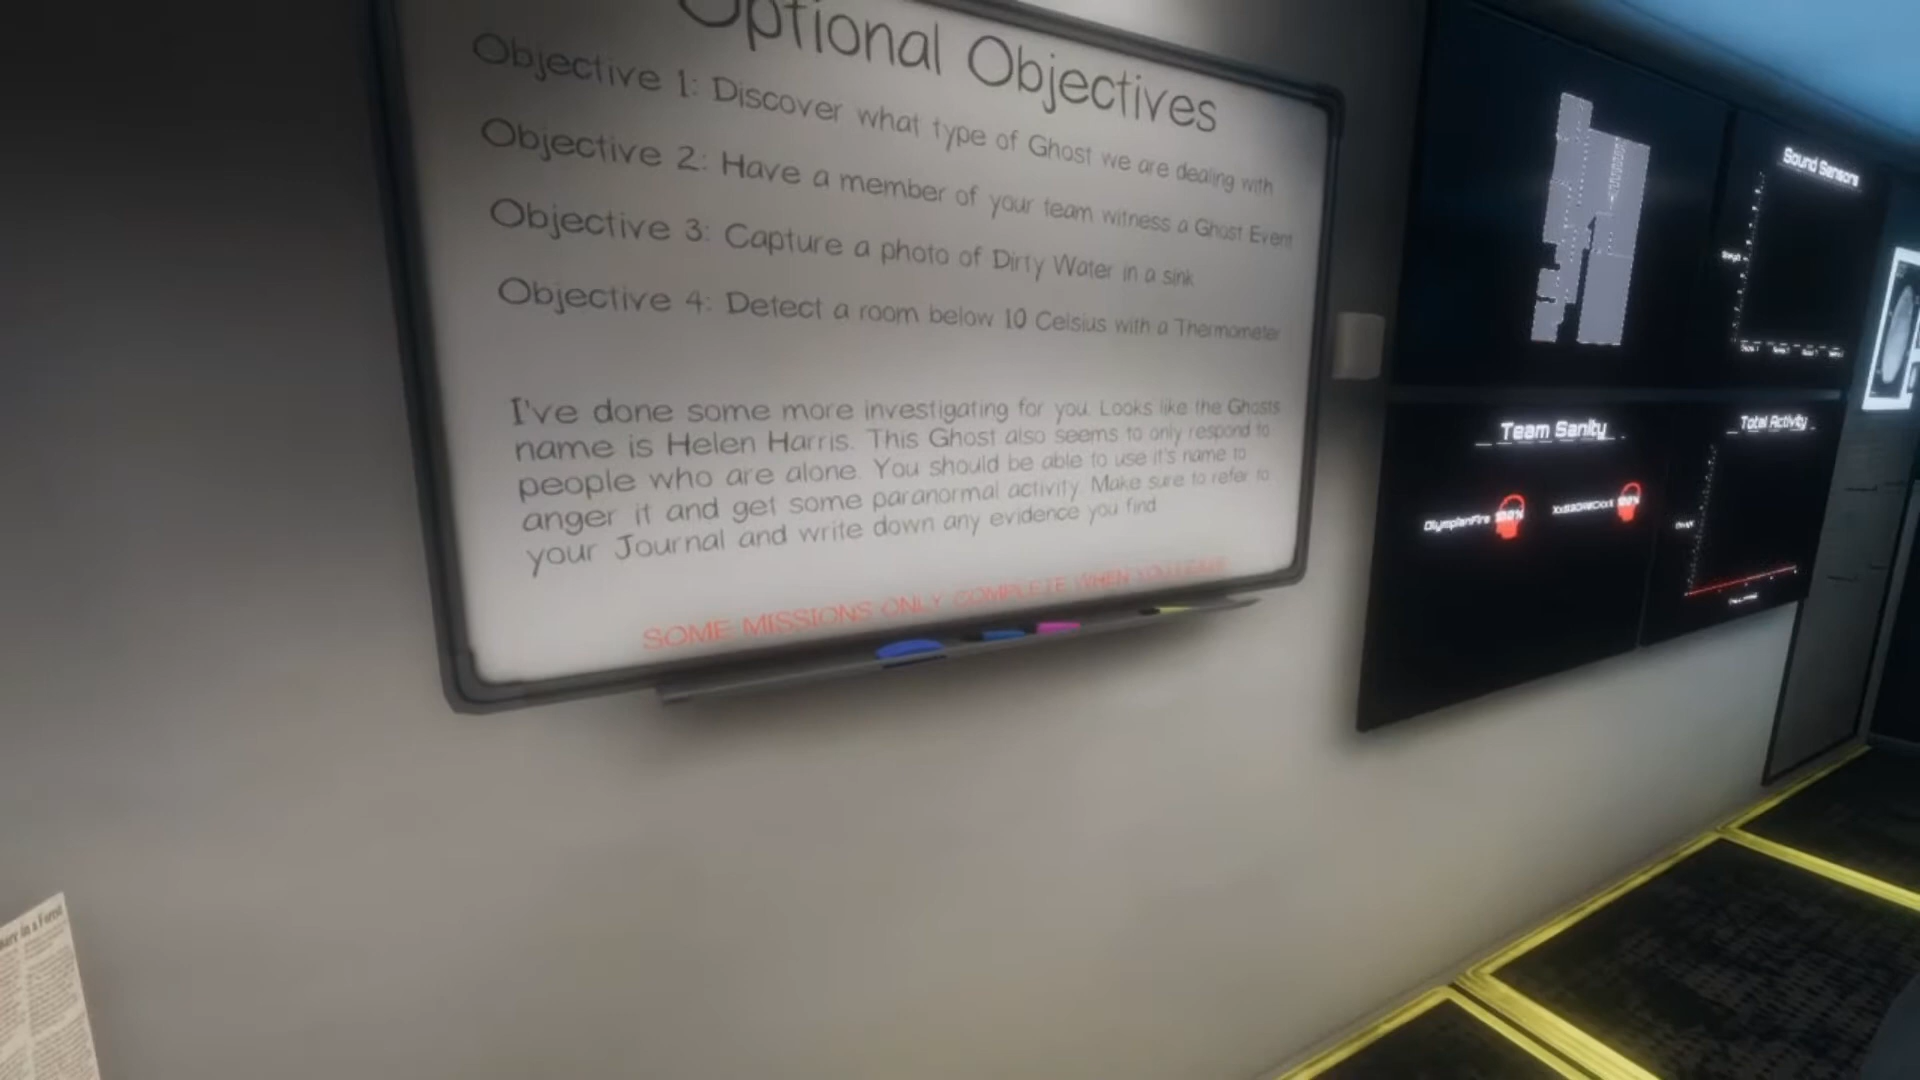 Optional Objectives
Objective 1: Discover what type of Ghost we are dealing with
Objective 2: Have a member of your team witness a Ghost Event
Objective 3: Capture a photo of Dirty Water in a sink
Objective 4: Detect a room below 10 Celsius with a Thermometer
I've done some more investigating for you. Looks like the Ghosts
name is Helen Harris. This Ghost also seems to only respond to
people who are alone. You should be able to use it's name to
anger it and get some paranormal activity. Make sure to refer to
your Journal and write down any evidence you find
SOME MISSIONS ONLY COMPLETE WHEN YOU LEAVE
Sound Sensors
Team Sanity
OlympianFire 100%
100%
Total Activity
in a Forest